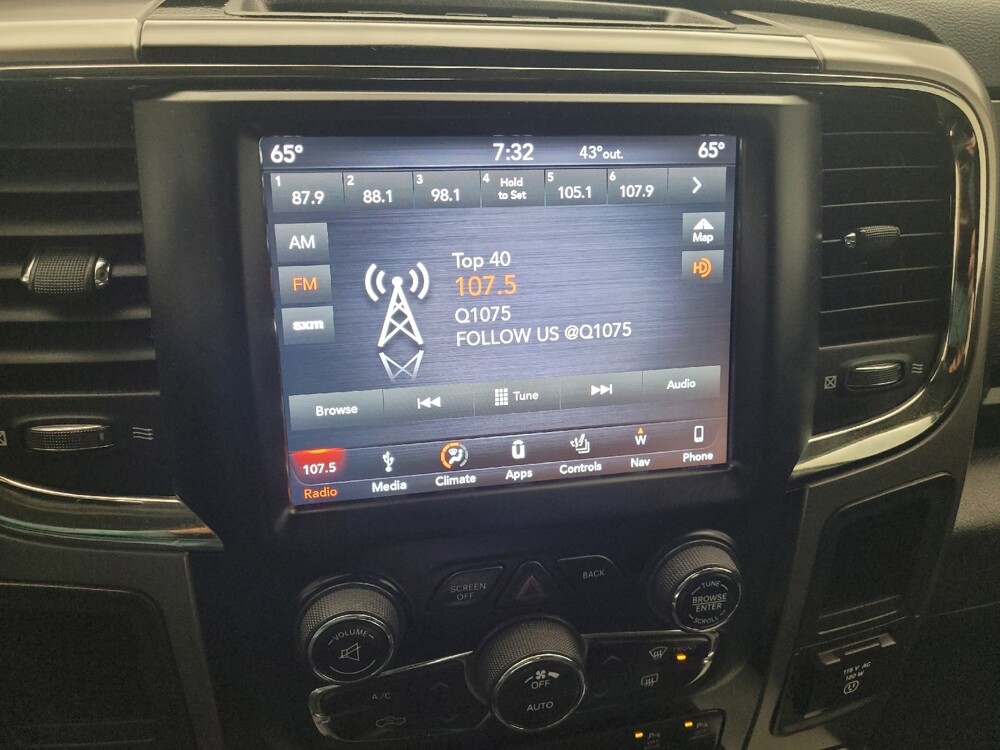 65° 7:32 43°out. 65°
1 87.9 2 88.1 3 98.1 4 Hold to Set 5 105.1 6 107.9
AM
Map
FM
HD
sxm
Top 40
107.5
Q1075
FOLLOW US @Q1075
Browse Tune Audio
107.5 W
Radio Media Climate Apps Controls Nav Phone
SCREEN
OFF
BACK
VOLUME
TUNE
BROWSE
ENTER
SCROLL
A/C
OFF
AUTO
FRONT
115 V AC
150 W